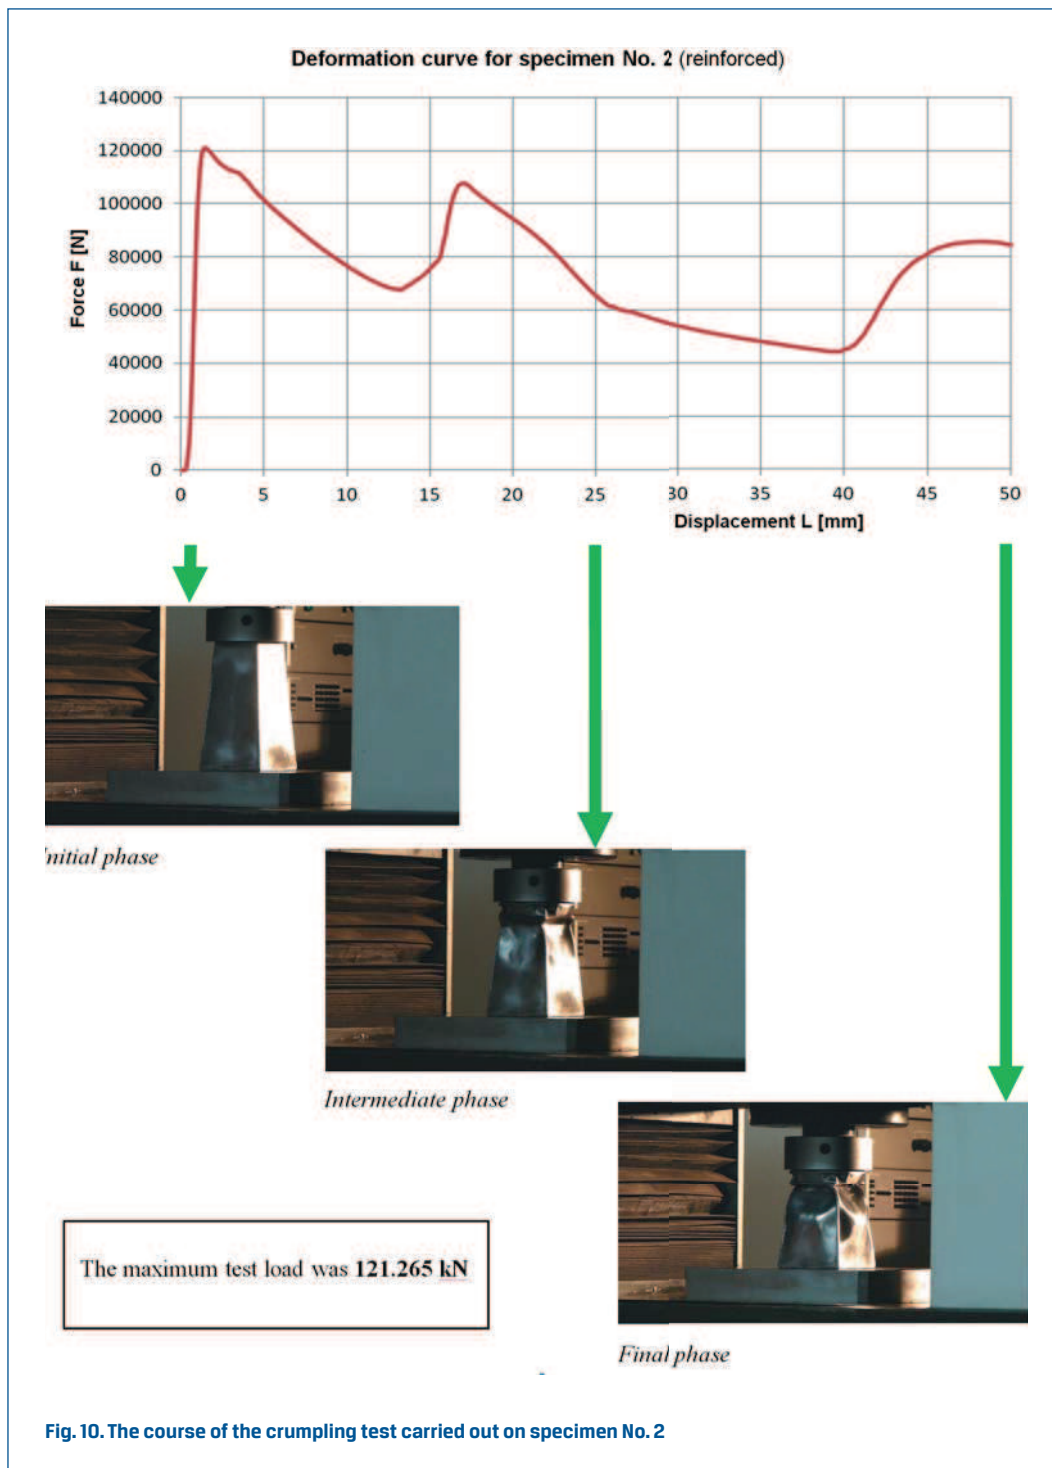 Deformation curve for specimen No. 2 (reinforced)
140000
120000
100000
80000
60000
40000
20000
0
Force F [N]
0 5 10 15 20 25 30 35 40 45 50
Displacement L [mm]
Initial phase
Intermediate phase
The maximum test load was 121.265 kN
Final phase
Fig. 10. The course of the crumpling test carried out on specimen No. 2